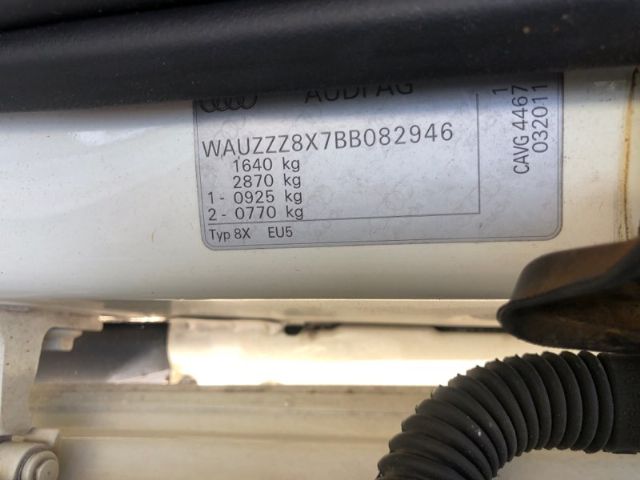 AUDI AG
WAUZZZ8X7BB082946
1640 kg
2870 kg
1 - 0925 kg
2 - 0770 kg
Typ 8X EU5
CAVG 4467 1
032011